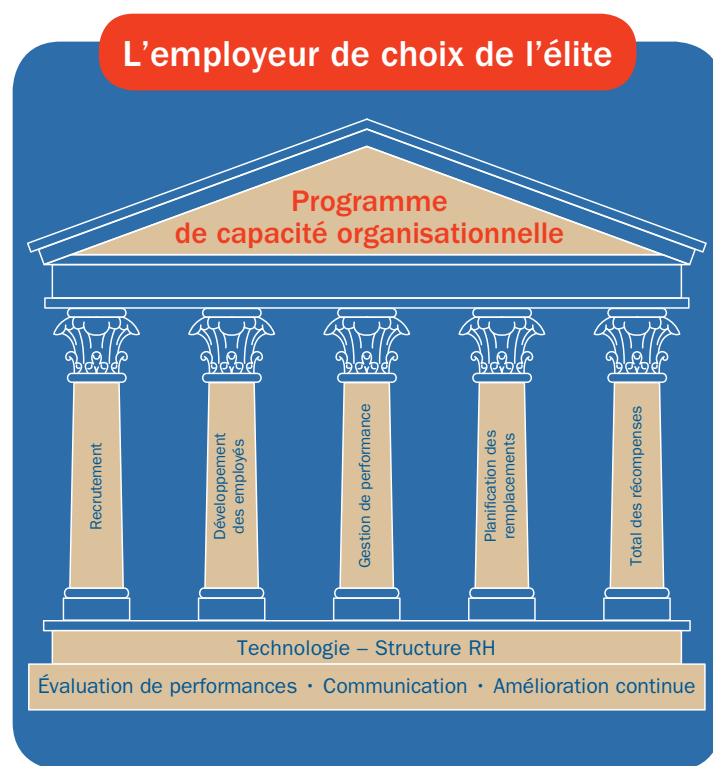 L’employeur de choix de l’élite
Programme
de capacité organisationnelle
Recrutement
Développement
des employés
Gestion de performance
Planification des
remplacements
Total des récompenses
Technologie – Structure RH
Évaluation de performances · Communication · Amélioration continue